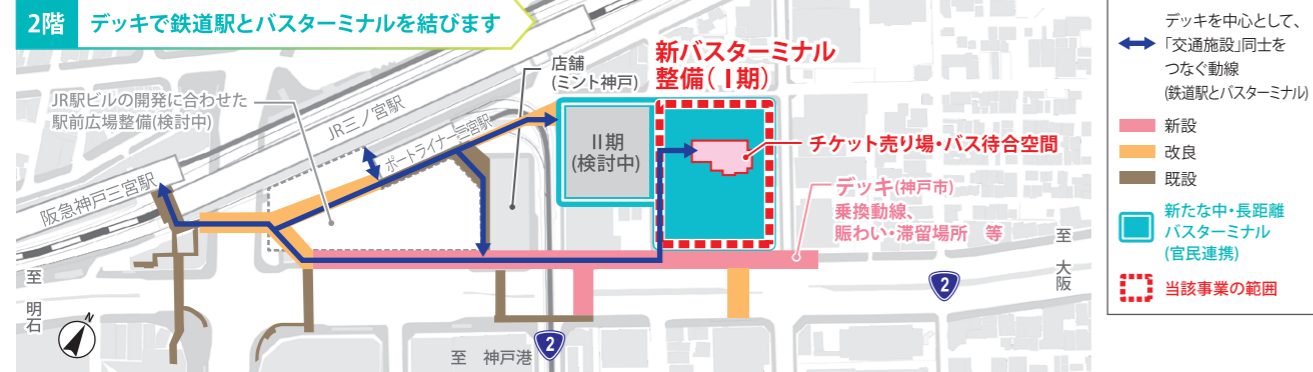 2階 デッキで鉄道駅とバスターミナルを結びます
JR駅ビルの開発に合わせた
駅前広場整備(検討中)
JR三ノ宮駅
ポートライナー三宮駅
阪急神戸三宮駅
店舗
(ミント神戸)
新バスターミナル
整備(Ⅰ期)
Ⅱ期
(検討中)
チケット売り場・バス待合空間
デッキ(神戸市)
乗換動線、
賑わい・滞留場所 等
至 大阪
2
至 明石
N
至 神戸港
2
デッキを中心として、
「交通施設」同士を
つなぐ動線
(鉄道駅とバスターミナル)
新設
改良
既設
新たな中・長距離
バスターミナル
(官民連携)
当該事業の範囲